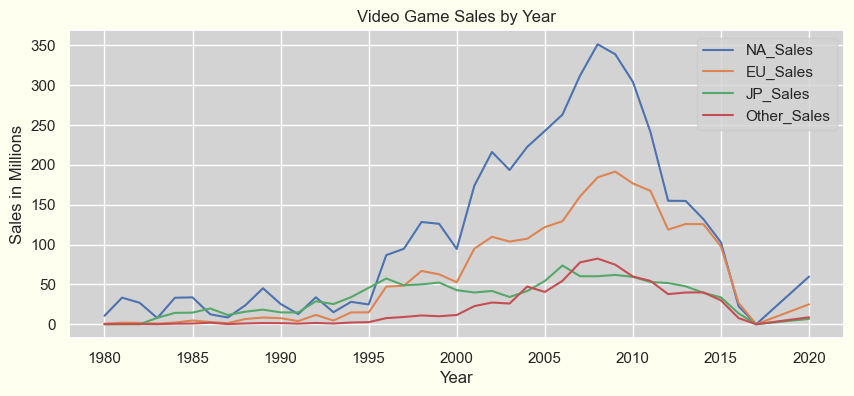 Video Game Sales by Year
Sales in Millions
350
300
250
200
150
100
50
0
NA_Sales
EU_Sales
JP_Sales
Other_Sales
1980 1985 1990 1995 2000 2005 2010 2015 2020
Year